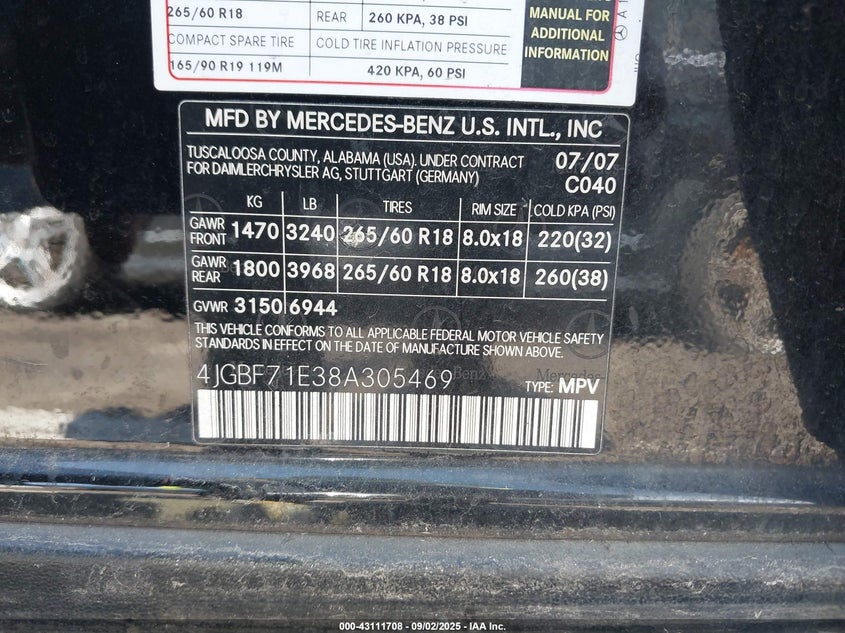 265/60 R18 REAR 260 KPA, 38 PSI
COMPACT SPARE TIRE COLD TIRE INFLATION PRESSURE
165/90 R19 119M 420 KPA, 60 PSI
MANUAL FOR
ADDITIONAL
INFORMATION
MFD BY MERCEDES-BENZ U.S. INTL., INC
TUSCALOOSA COUNTY, ALABAMA (USA). UNDER CONTRACT 07/07
FOR DAIMLERCHRYSLER AG, STUTTGART (GERMANY) C040
KG LB TIRES RIM SIZE COLD KPA (PSI)
GAWR FRONT 1470 3240 265/60 R18 8.0x18 220(32)
GAWR REAR 1800 3968 265/60 R18 8.0x18 260(38)
GVWR 3150 6944
THIS VEHICLE CONFORMS TO ALL APPLICABLE FEDERAL MOTOR VEHICLE SAFETY
STANDARDS IN EFFECT ON THE DATE OF MANUFACTURE SHOWN ABOVE.
4JGBF71E38A305469 TYPE: MPV
000-43111708 - 09/02/2025 - IAA Inc.